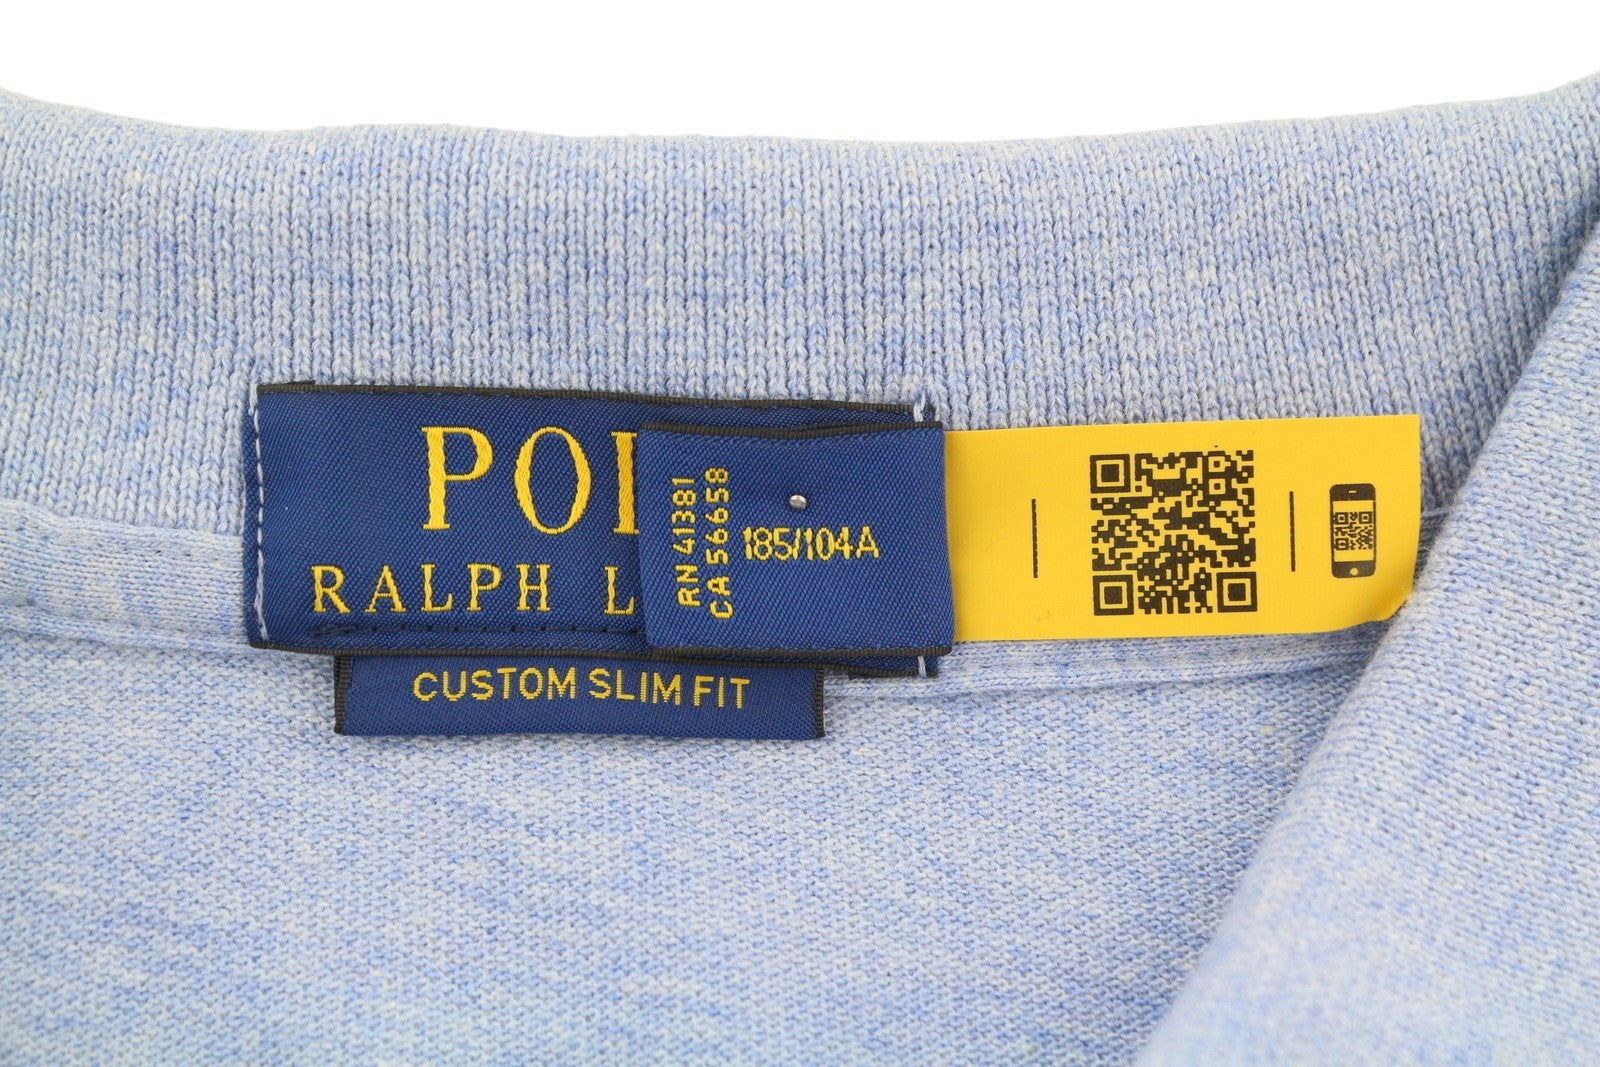 POL
RALPH L
RN 41381
CA 56658
185/104A
CUSTOM SLIM FIT